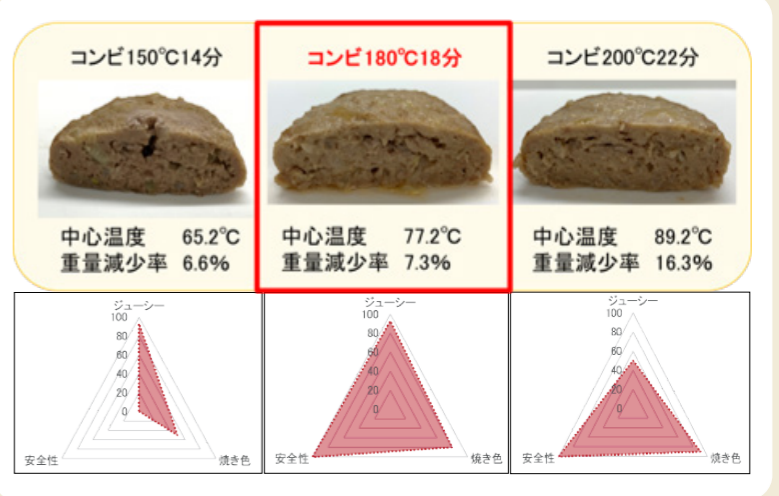 コンビ150℃14分
中心温度 65.2℃
重量減少率 6.6%
コンビ180℃18分
中心温度 77.2℃
重量減少率 7.3%
コンビ200℃22分
中心温度 89.2℃
重量減少率 16.3%
ジューシー
100
80
60
40
20
0
安全性
焼き色
ジューシー
100
80
60
40
20
0
安全性
焼き色
ジューシー
100
80
60
40
20
0
安全性
焼き色